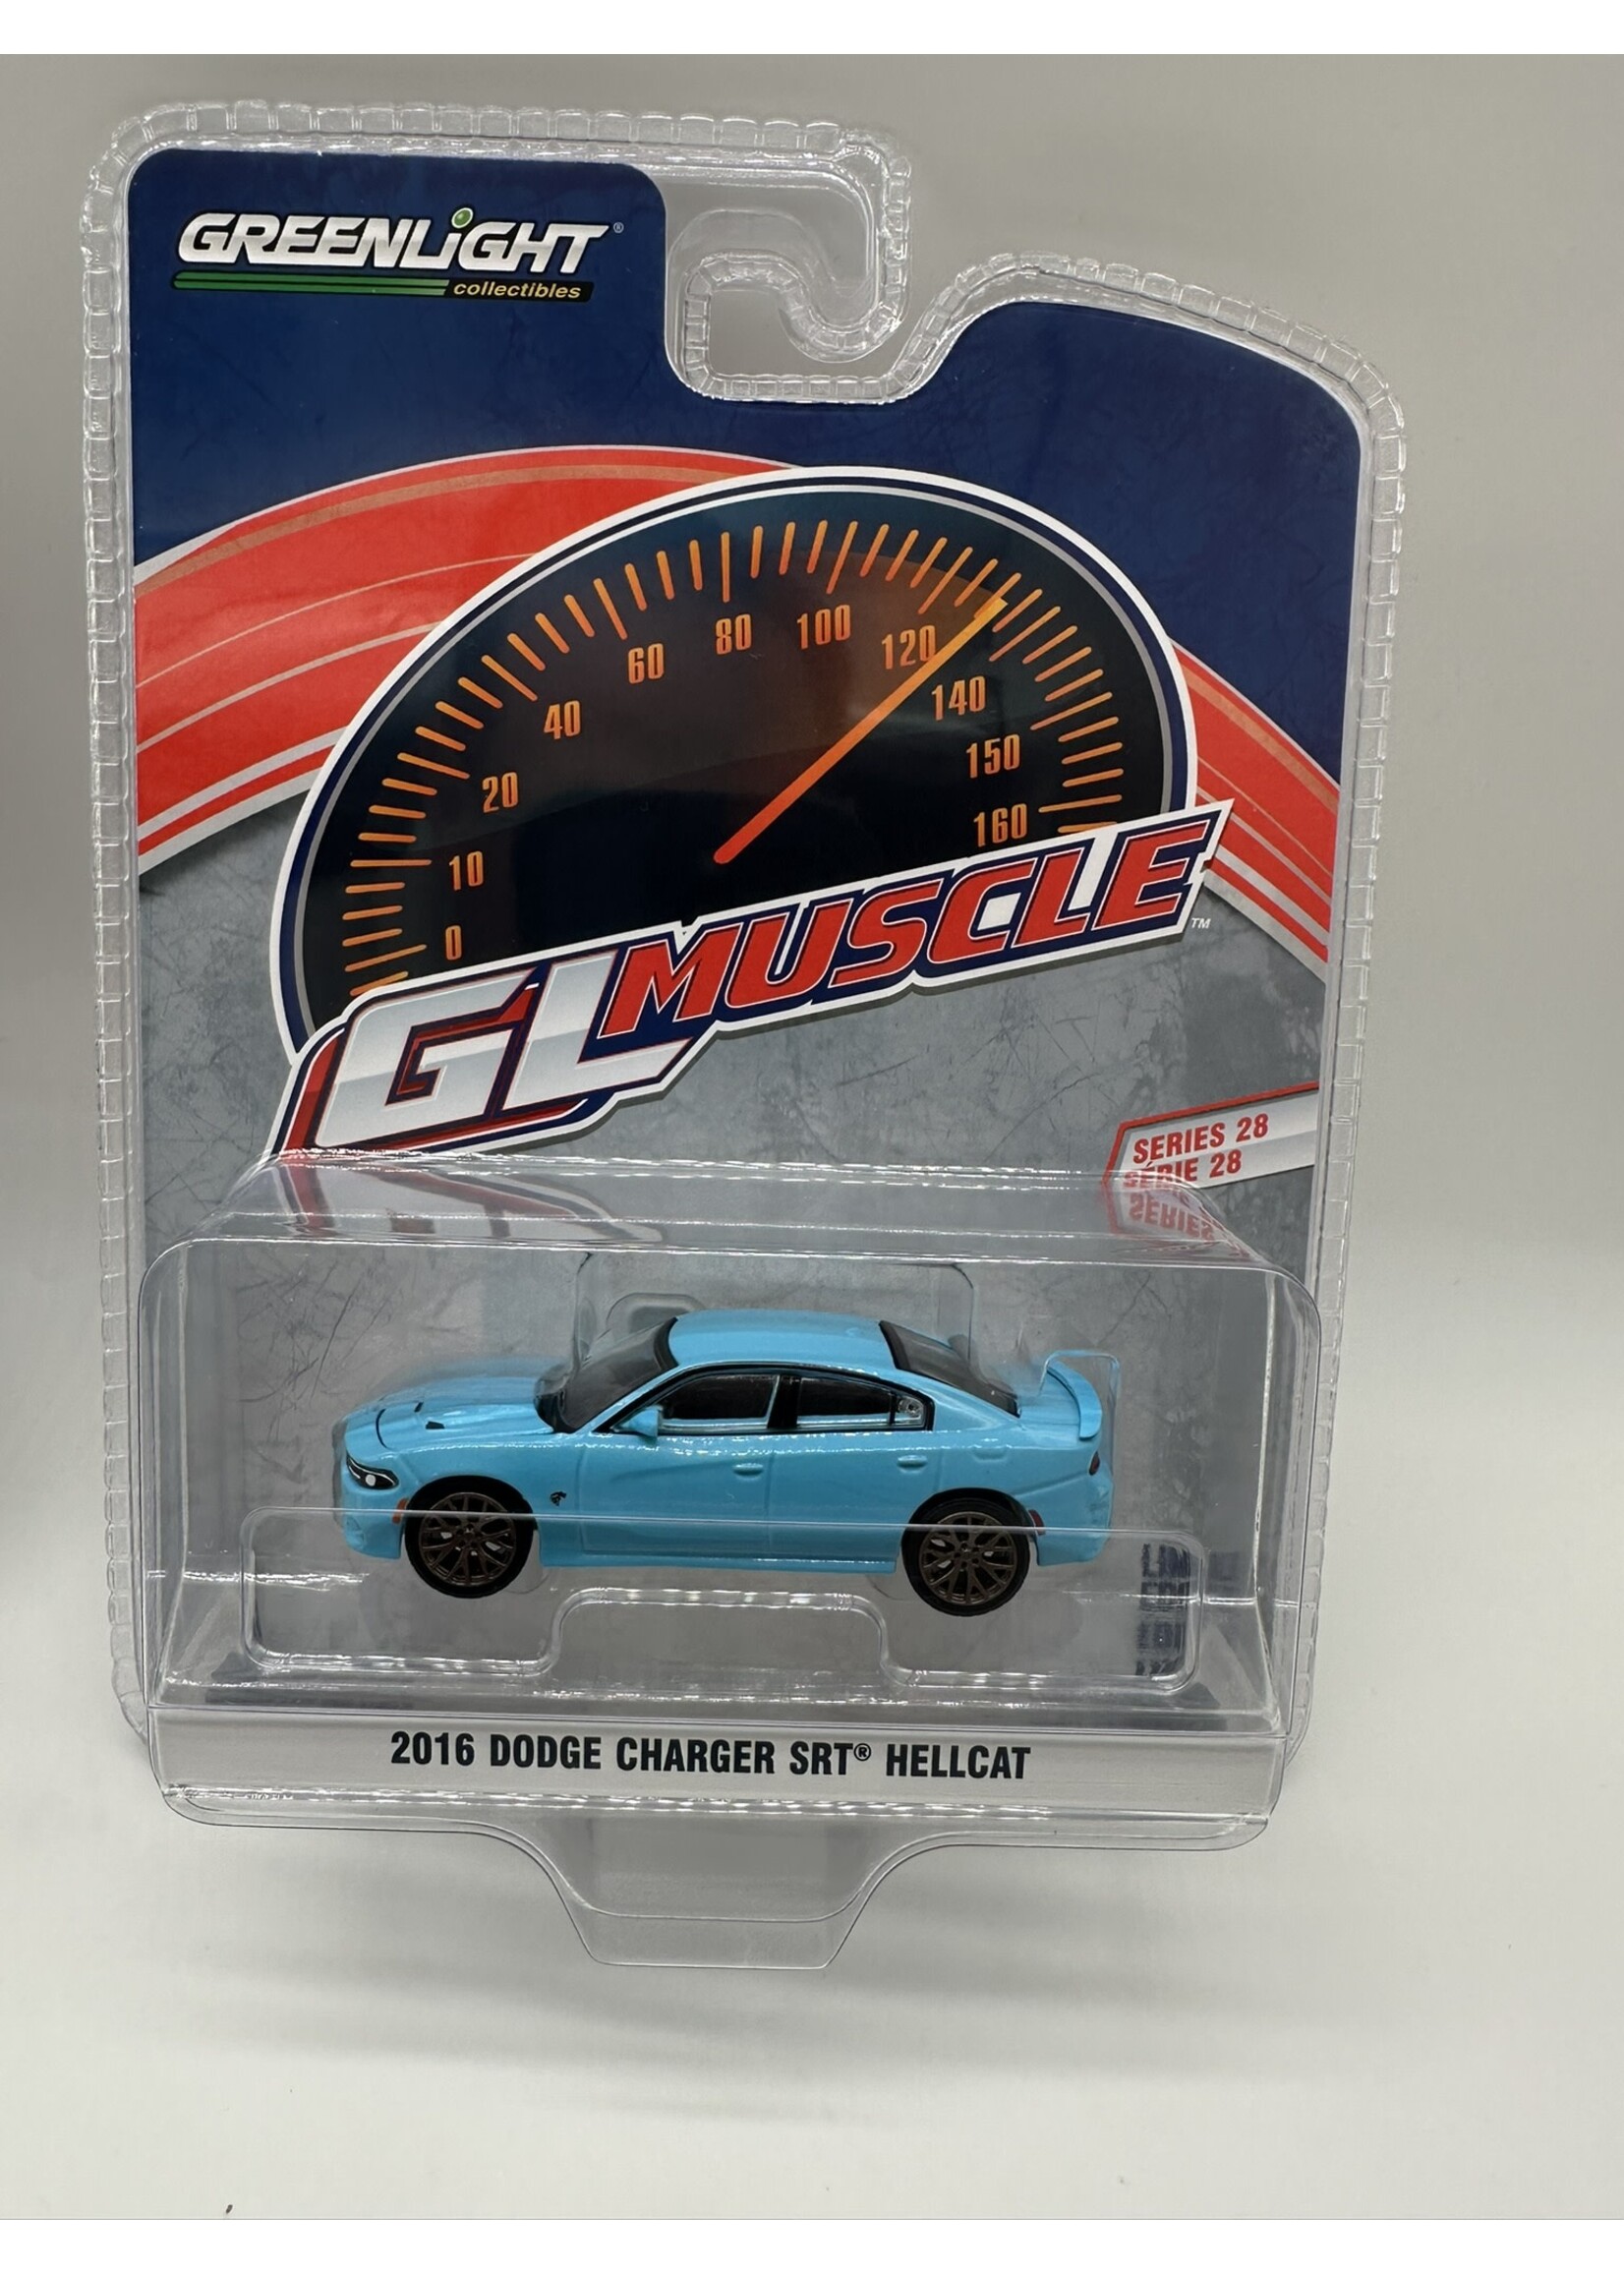 GREENLiGHT®
collectibles
0
10
20
40
60
80
100
120
140
150
160
GL MUSCLE™
SERIES 28
SÉRIE 28
2016 DODGE CHARGER SRT® HELLCAT